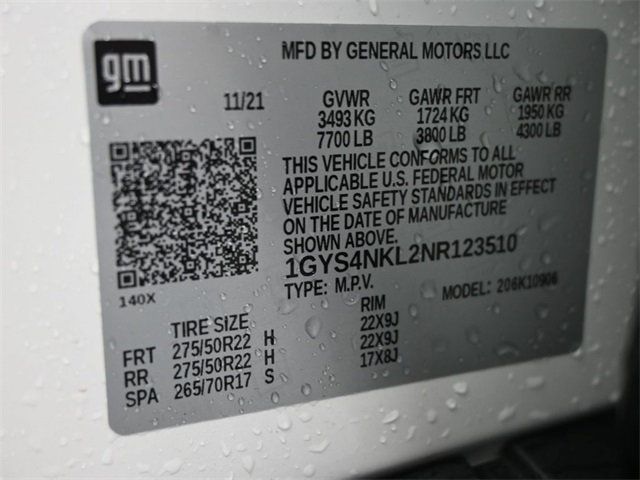 gm
MFD BY GENERAL MOTORS LLC
11/21
GVWR GAWR FRT GAWR RR
3493 KG 1724 KG 1950 KG
7700 LB 3800 LB 4300 LB
THIS VEHICLE CONFORMS TO ALL
APPLICABLE U.S. FEDERAL MOTOR
VEHICLE SAFETY STANDARDS IN EFFECT
ON THE DATE OF MANUFACTURE
SHOWN ABOVE.
1GYS4NKL2NR123510
TYPE: M.P.V. MODEL: 206K10906
140X
TIRE SIZE RIM
FRT 275/50R22 H 22X9J
RR 275/50R22 H 22X9J
SPA 265/70R17 S 17X8J